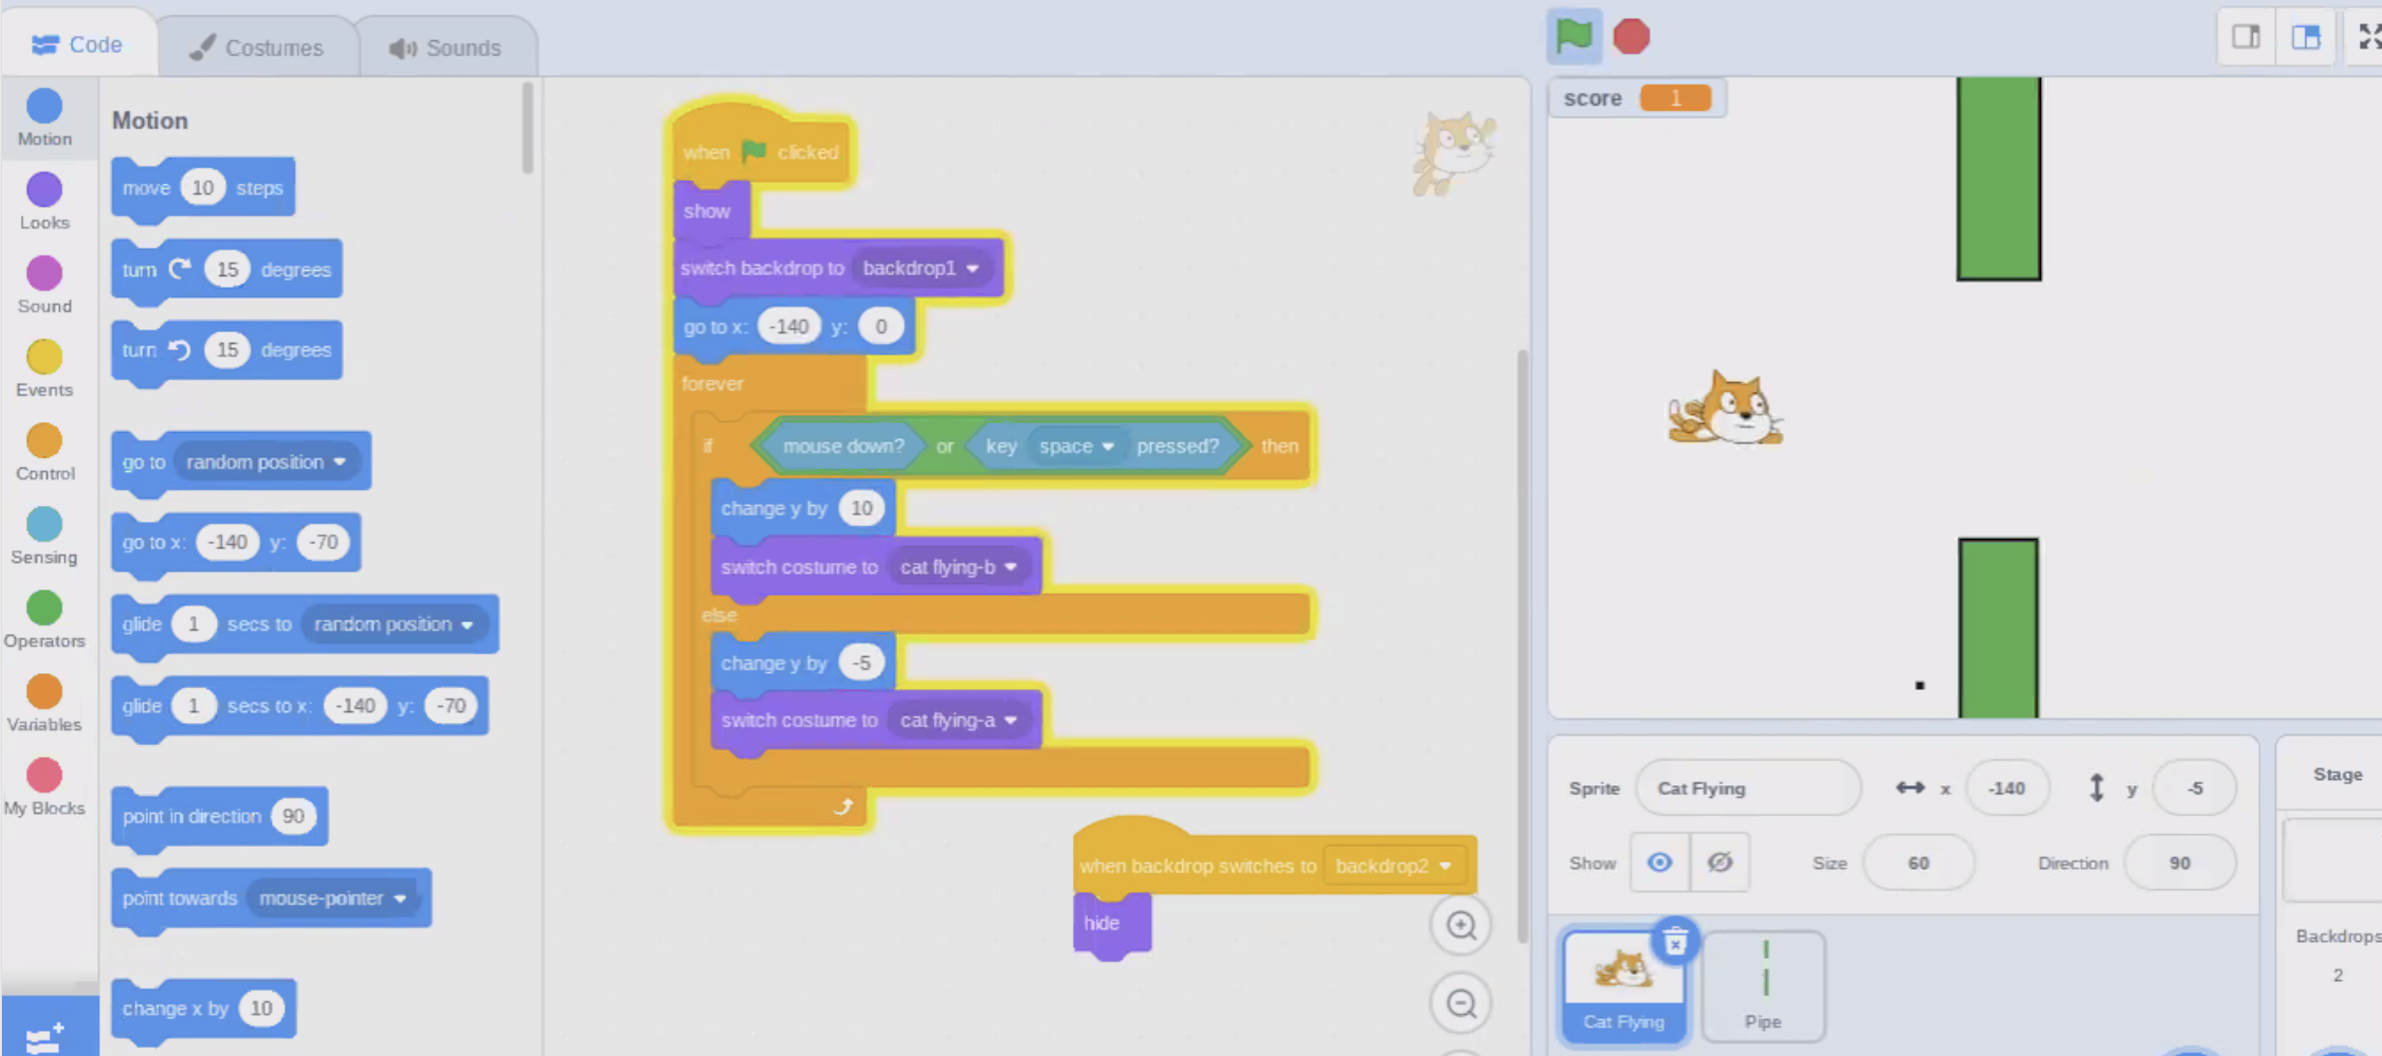 Code
Costumes
Sounds
Motion
Looks
Sound
Events
Control
Sensing
Operators
Variables
My Blocks
Motion
move 10 steps
turn 15 degrees
turn 15 degrees
go to random position
go to x: -140 y: -70
glide 1 secs to random position
glide 1 secs to x: -140 y: -70
point in direction 90
point towards mouse-pointer
change x by 10
when clicked
show
switch backdrop to backdrop1
go to x: -140 y: 0
forever
if mouse down? or key space pressed? then
change y by 10
switch costume to cat flying-b
else
change y by -5
switch costume to cat flying-a
when backdrop switches to backdrop2
hide
score 1
Sprite Cat Flying x -140 y -5
Show Size 60 Direction 90
Cat Flying
Pipe
Stage
Backdrops
2